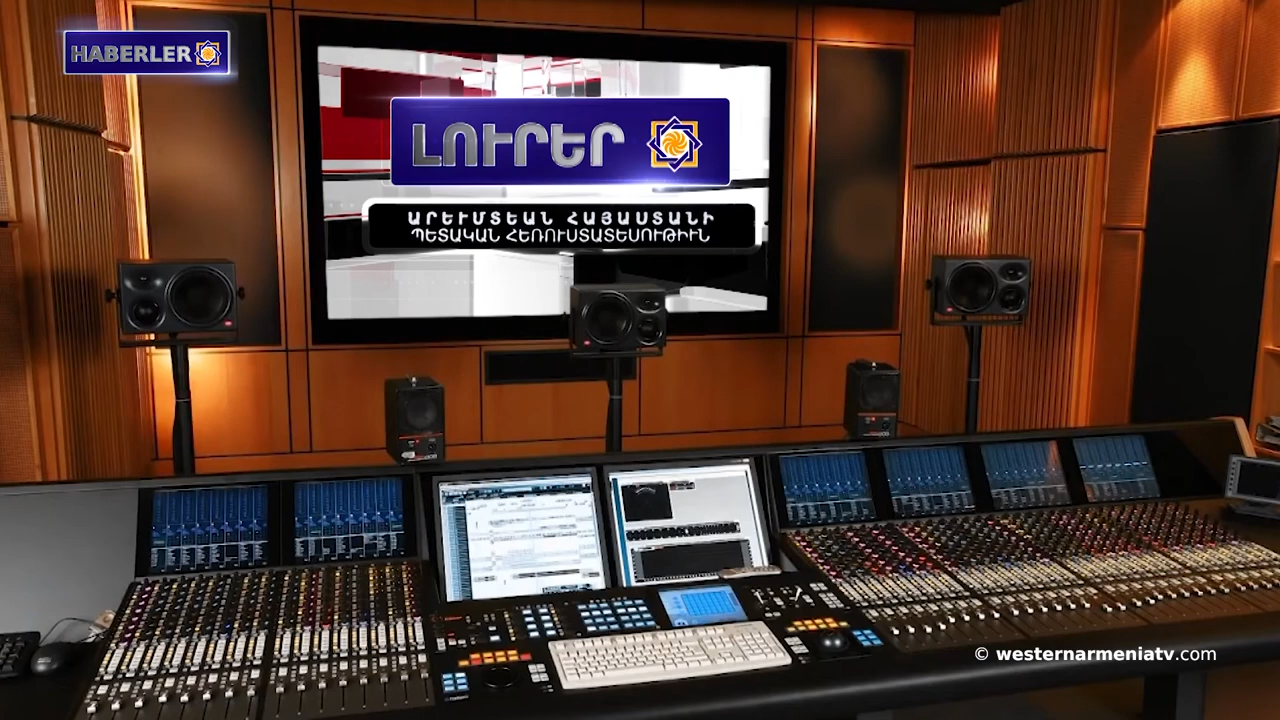 HABERLER
ԼՈՒՐԵՐ
ԱՐԵՒՄՏԵԱՆ ՀԱՅԱՍՏԱՆԻ
ՊԵՏԱԿԱՆ ՀԵՌՈՒՍՏԱՏԵՍՈՒԹԻՒՆ
© westernarmeniatv.com